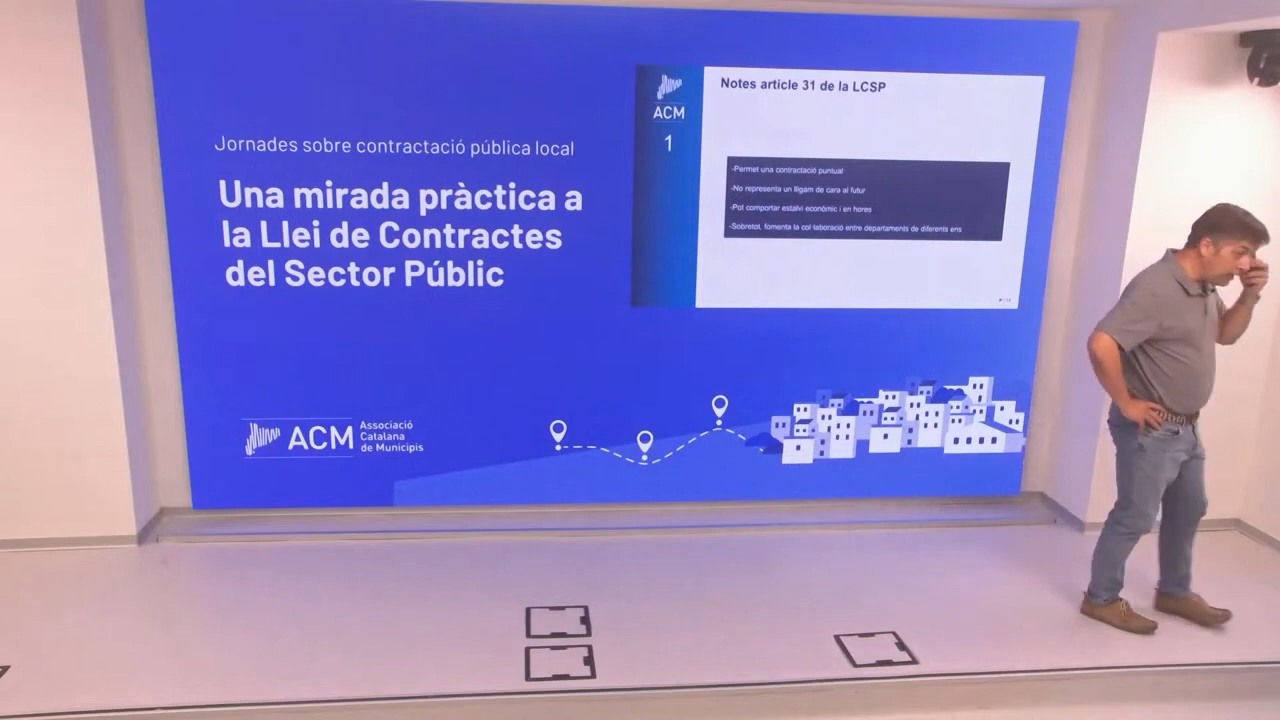 Jornades sobre contractació pública local
Una mirada pràctica a
la Llei de Contractes
del Sector Públic
ACM
Associació
Catalana
de Municipis
ACM
1
Notes article 31 de la LCSP
-Permet una contractació puntual
-No representa un lligam de cara al futur
-Pot comportar estalvi econòmic i en hores
-Sobretot, fomenta la col·laboració entre departaments de diferents ens